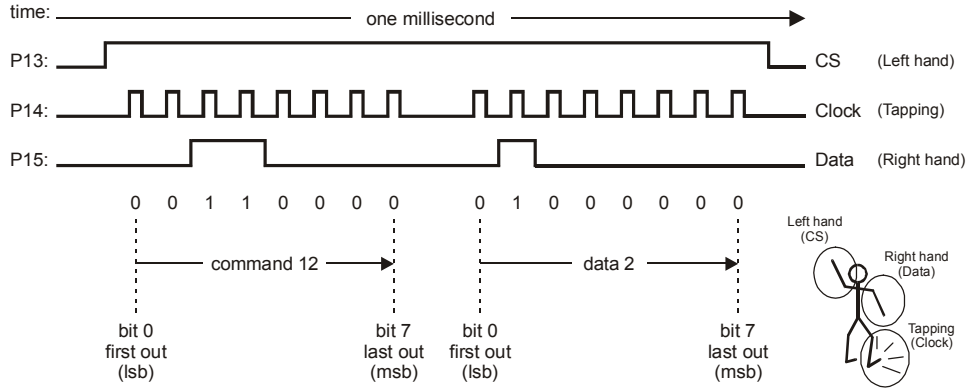 time:
one millisecond
P13:
CS (Left hand)
P14:
Clock (Tapping)
P15:
Data (Right hand)
0 0 1 1 0 0 0 0 0 1 0 0 0 0 0 0
command 12
data 2
bit 0
first out
(lsb)
bit 7
last out
(msb)
bit 0
first out
(lsb)
bit 7
last out
(msb)
Left hand
(CS)
Right hand
(Data)
Tapping
(Clock)